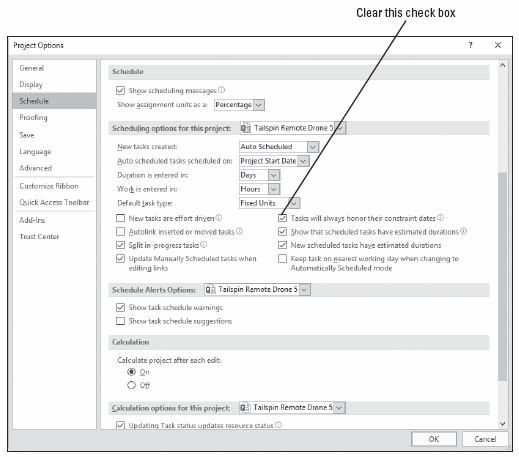 Clear this check box
Project Options
?
General
Display
Schedule
Proofing
Save
Language
Advanced
Customize Ribbon
Quick Access Toolbar
Add-Ins
Trust Center
Schedule
Show scheduling messages
Show assignment units as a: Percentage
Scheduling options for this project: Tailspin Remote Drone 5
New tasks created: Auto Scheduled
Auto scheduled tasks scheduled on: Project Start Date
Duration is entered in: Days
Work is entered in: Hours
Default task type: Fixed Units
New tasks are effort driven
Autolink inserted or moved tasks
Split in-progress tasks
Update Manually Scheduled tasks when
editing links
Tasks will always honor their constraint dates
Show that scheduled tasks have estimated durations
New scheduled tasks have estimated durations
Keep task on nearest working day when changing to
Automatically Scheduled mode
Schedule Alerts Options: Tailspin Remote Drone 5
Show task schedule warnings
Show task schedule suggestions
Calculation
Calculate project after each edit:
On
Off
Calculation options for this project: Tailspin Remote Drone 5
Updating Task status updates resource status
OK
Cancel